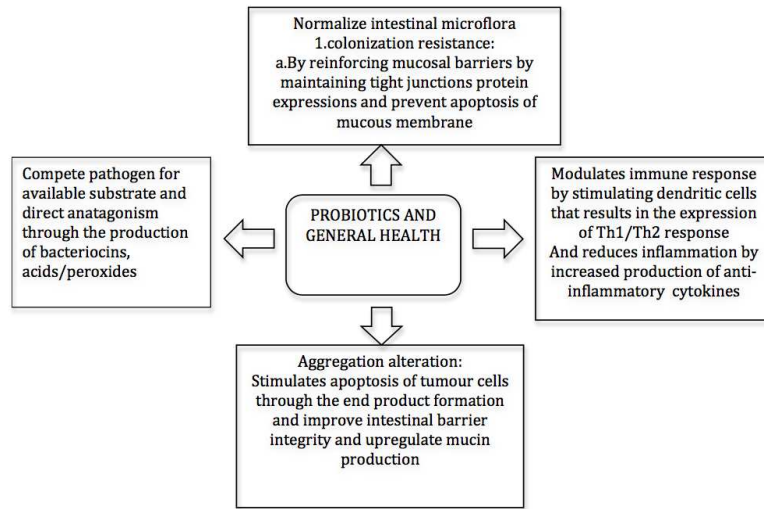 Normalize intestinal microflora
1.colonization resistance:
a.By reinforcing mucosal barriers by
maintaining tight junctions protein
expressions and prevent apoptosis of
mucous membrane
Compete pathogen for
available substrate and
direct anatagonism
through the production
of bacteriocins,
acids/peroxides
PROBIOTICS AND
GENERAL HEALTH
Modulates immune response
by stimulating dendritic cells
that results in the expression
of Th1/Th2 response
And reduces inflammation by
increased production of anti-
inflammatory cytokines
Aggregation alteration:
Stimulates apoptosis of tumour cells
through the end product formation
and improve intestinal barrier
integrity and upregulate mucin
production